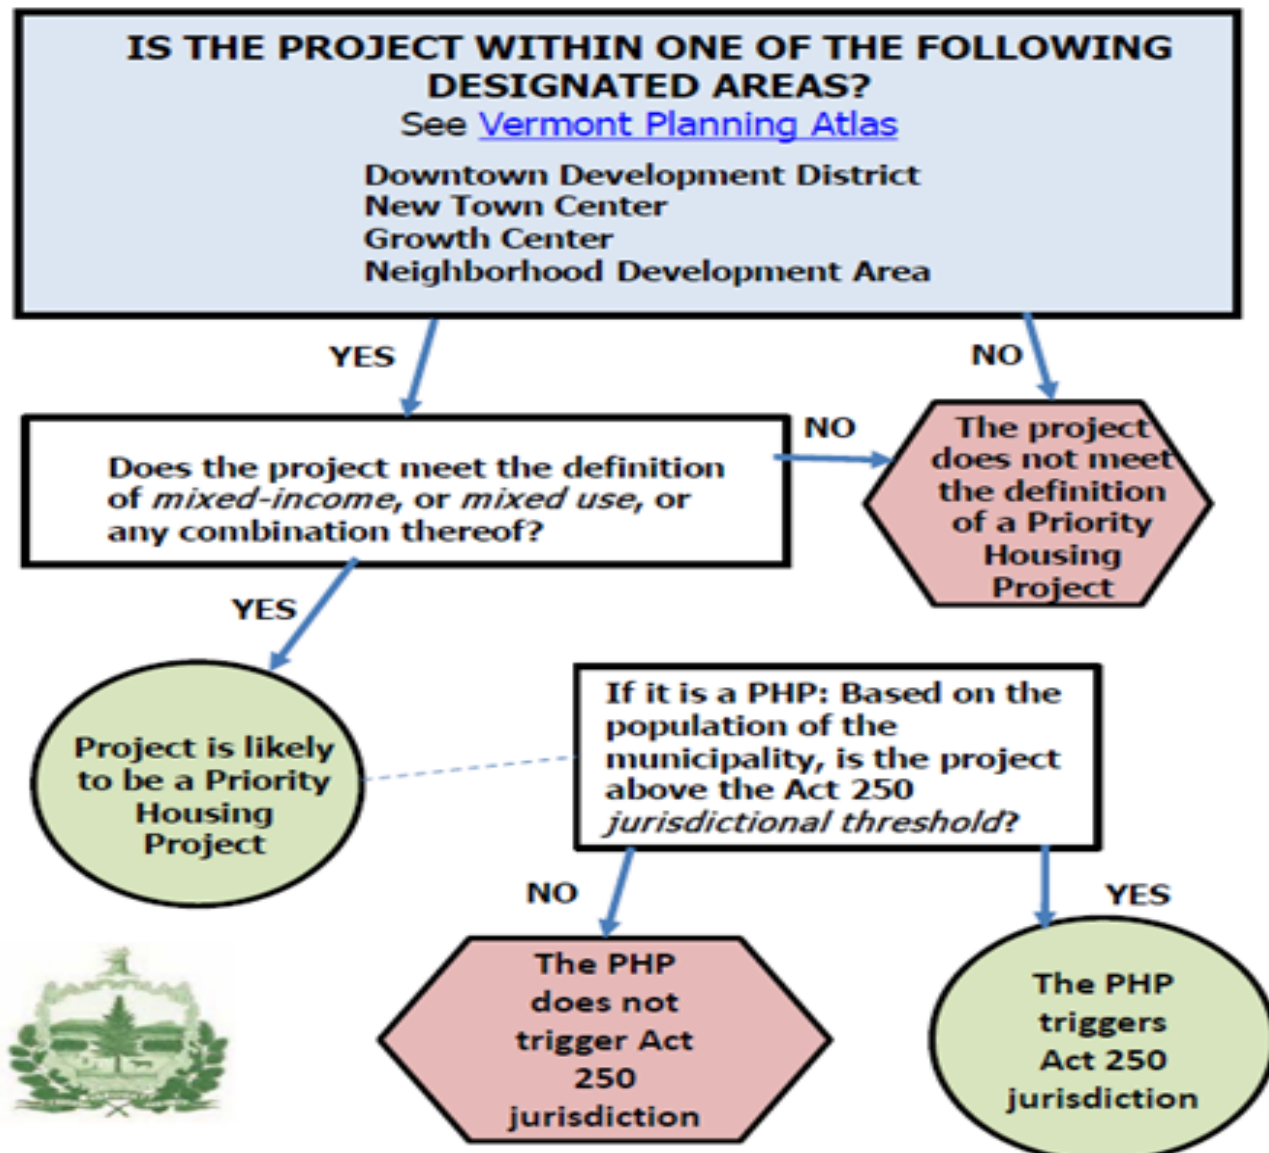 IS THE PROJECT WITHIN ONE OF THE FOLLOWING
DESIGNATED AREAS?
See Vermont Planning Atlas
Downtown Development District
New Town Center
Growth Center
Neighborhood Development Area
YES
NO
Does the project meet the definition
of mixed-income, or mixed use, or
any combination thereof?
NO
The project
does not meet
the definition
of a Priority
Housing
Project
YES
Project is likely
to be a Priority
Housing
Project
If it is a PHP: Based on the
population of the
municipality, is the project
above the Act 250
jurisdictional threshold?
NO
YES
The PHP
does not
trigger Act
250
jurisdiction
The PHP
triggers
Act 250
jurisdiction